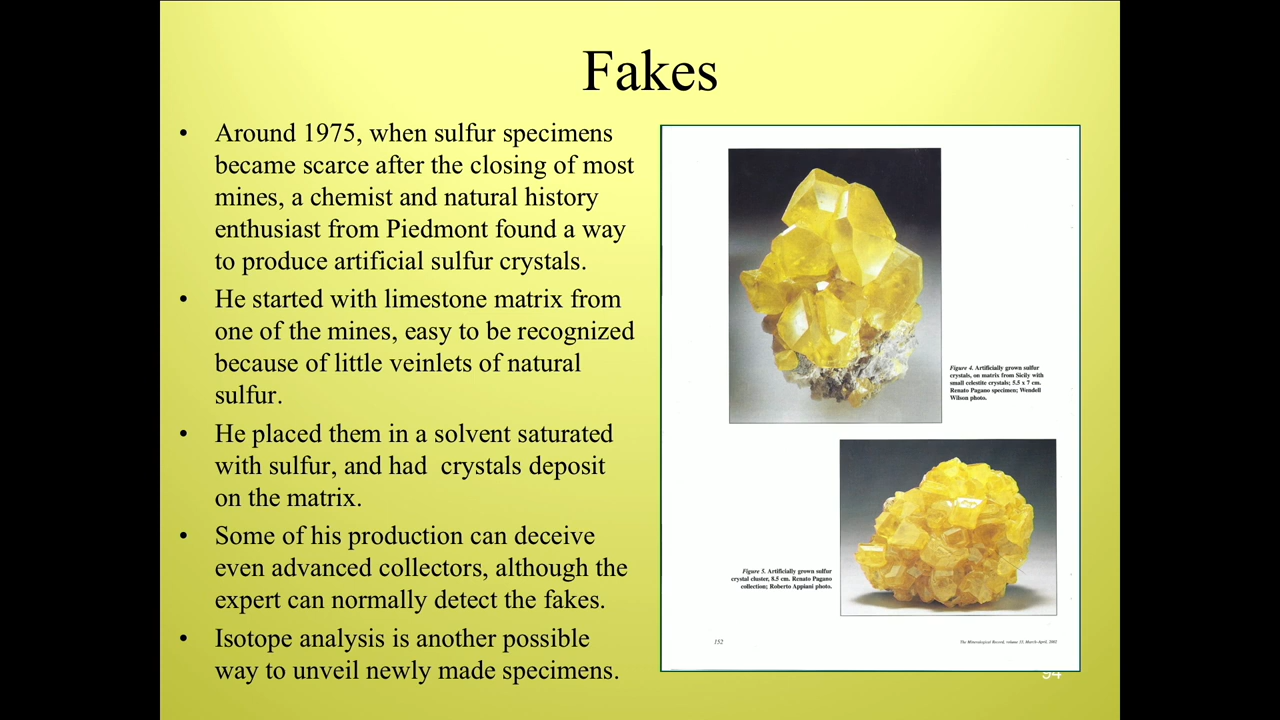 Fakes
• Around 1975, when sulfur specimens
became scarce after the closing of most
mines, a chemist and natural history
enthusiast from Piedmont found a way
to produce artificial sulfur crystals.
• He started with limestone matrix from
one of the mines, easy to be recognized
because of little veinlets of natural
sulfur.
• He placed them in a solvent saturated
with sulfur, and had crystals deposit
on the matrix.
• Some of his production can deceive
even advanced collectors, although the
expert can normally detect the fakes.
• Isotope analysis is another possible
way to unveil newly made specimens.
Figure 4. Artificially grown sulfur
crystals, on matrix from Sicily with
small celestite crystals; 5.5 x 7 cm.
Renato Pagano specimen; Wendell
Wilson photo.
Figure 5. Artificially grown sulfur
crystal cluster, 8.5 cm. Renato Pagano
collection; Roberto Appiani photo.
152
The Mineralogical Record, volume 33, March-April, 2002
94